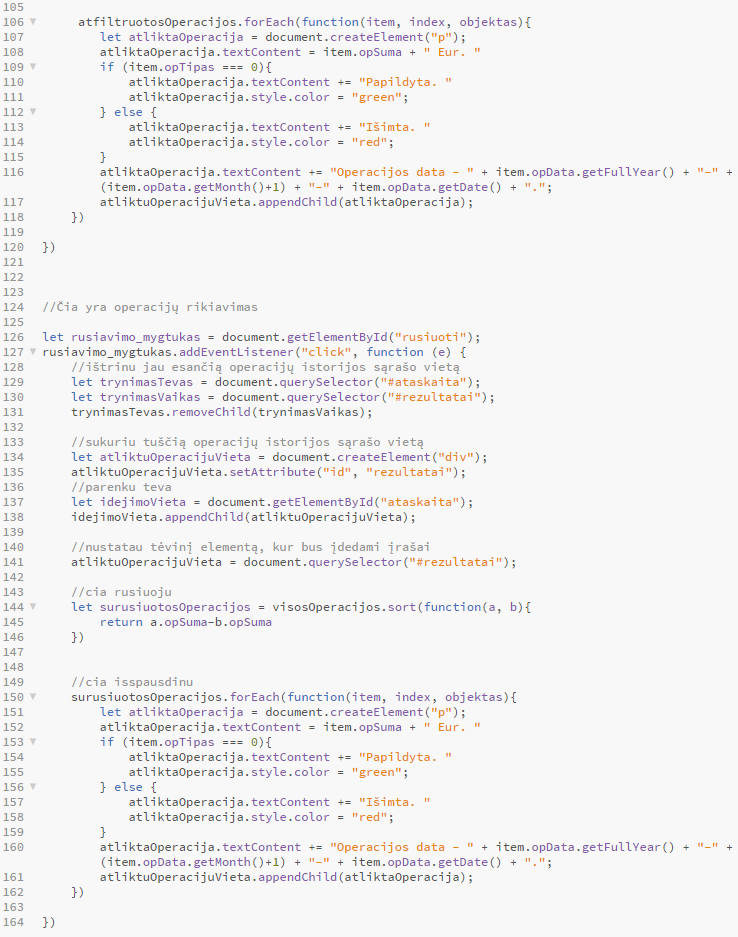 105
106 atfiltruotosOperacijos.forEach(function(item, index, objektas){
107 let atliktaOperacija = document.createElement("p");
108 atliktaOperacija.textContent = item.opSuma + " Eur. "
109 if (item.opTipas === 0){
110 atliktaOperacija.textContent += "Papildyta. "
111 atliktaOperacija.style.color = "green";
112 } else {
113 atliktaOperacija.textContent += "Išimta. "
114 atliktaOperacija.style.color = "red";
115 }
116 atliktaOperacija.textContent += "Operacijos data - " + item.opData.getFullYear() + "-" +
(item.opData.getMonth()+1) + "-" + item.opData.getDate() + ".";
117 atliktuOperacijuVieta.appendChild(atliktaOperacija);
118 })
119
120 })
121
122
123
124 //Čia yra operacijų rikiavimas
125
126 let rusiavimo_mygtukas = document.getElementById("rusiuoti");
127 rusiavimo_mygtukas.addEventListener("click", function (e) {
128 //ištrinu jau esančią operacijų istorijos sąrašo vietą
129 let trynimasTevas = document.querySelector("#ataskaita");
130 let trynimasVaikas = document.querySelector("#rezultatai");
131 trynimasTevas.removeChild(trynimasVaikas);
132
133 //sukuriu tuščią operacijų istorijos sąrašo vietą
134 let atliktuOperacijuVieta = document.createElement("div");
135 atliktuOperacijuVieta.setAttribute("id", "rezultatai");
136 //parenku teva
137 let idejimoVieta = document.getElementById("ataskaita");
138 idejimoVieta.appendChild(atliktuOperacijuVieta);
139
140 //nustatau tėvinį elementą, kur bus įdedami įrašai
141 atliktuOperacijuVieta = document.querySelector("#rezultatai");
142
143 //cia rusiuoju
144 let surusiuotosOperacijos = visosOperacijos.sort(function(a, b){
145 return a.opSuma-b.opSuma
146 })
147
148
149 //cia isspausdinu
150 surusiuotosOperacijos.forEach(function(item, index, objektas){
151 let atliktaOperacija = document.createElement("p");
152 atliktaOperacija.textContent = item.opSuma + " Eur. "
153 if (item.opTipas === 0){
154 atliktaOperacija.textContent += "Papildyta. "
155 atliktaOperacija.style.color = "green";
156 } else {
157 atliktaOperacija.textContent += "Išimta. "
158 atliktaOperacija.style.color = "red";
159 }
160 atliktaOperacija.textContent += "Operacijos data - " + item.opData.getFullYear() + "-" +
(item.opData.getMonth()+1) + "-" + item.opData.getDate() + ".";
161 atliktuOperacijuVieta.appendChild(atliktaOperacija);
162 })
163
164 })